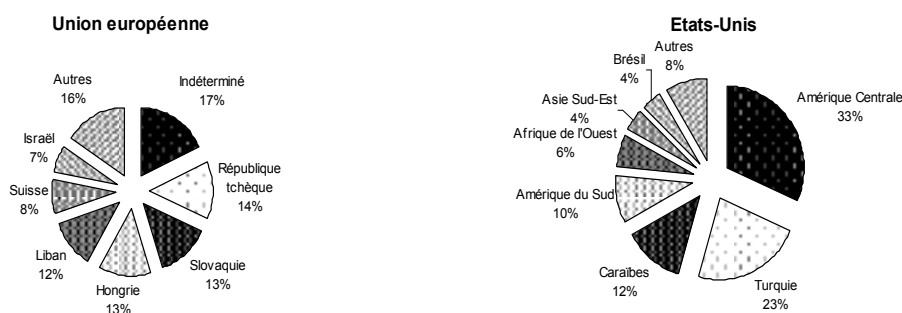 Union européenne
Autres
16%
Indéterminé
17%
Israël
7%
République
tchèque
14%
Suisse
8%
Liban
12%
Slovaquie
13%
Hongrie
13%
Etats-Unis
Autres
8%
Brésil
4%
Amérique Centrale
33%
Asie Sud-Est
4%
Afrique de l'Ouest
6%
Amérique du Sud
10%
Caraïbes
12%
Turquie
23%